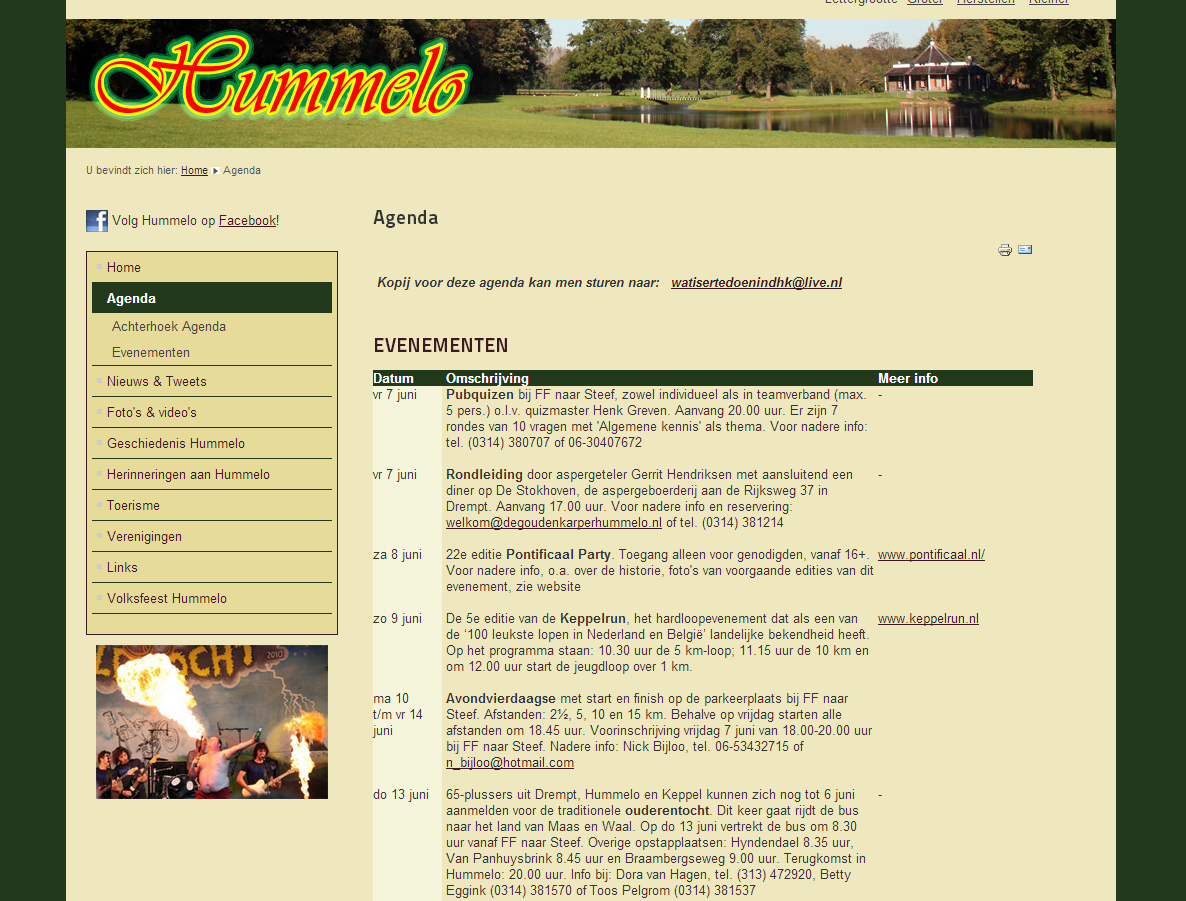 Lettergrootte Groter Herstellen Kleiner
Hummelo
U bevindt zich hier: Home Agenda
Volg Hummelo op Facebook!
Home
Agenda
Achterhoek Agenda
Evenementen
Nieuws & Tweets
Foto's & video's
Geschiedenis Hummelo
Herinneringen aan Hummelo
Toerisme
Verenigingen
Links
Volksfeest Hummelo
2010
Agenda
Kopij voor deze agenda kan men sturen naar: watisertedoenindhk@live.nl
EVENEMENTEN
Datum Omschrijving Meer info
vr 7 juni Pubquizen bij FF naar Steef, zowel individueel als in teamverband (max. -
5 pers.) o.l.v. quizmaster Henk Greven. Aanvang 20.00 uur. Er zijn 7
rondes van 10 vragen met 'Algemene kennis' als thema. Voor nadere info:
tel. (0314) 380707 of 06-30407672
vr 7 juni Rondleiding door aspergeteler Gerrit Hendriksen met aansluitend een -
diner op De Stokhoven, de aspergeboerderij aan de Rijksweg 37 in
Drempt. Aanvang 17.00 uur. Voor nadere info en reservering:
welkom@degoudenkarperhummelo.nl of tel. (0314) 381214
za 8 juni 22e editie Pontificaal Party. Toegang alleen voor genodigden, vanaf 16+. www.pontificaal.nl/
Voor nadere info, o.a. over de historie, foto's van voorgaande edities van dit
evenement, zie website
zo 9 juni De 5e editie van de Keppelrun, het hardloopevenement dat als een van www.keppelrun.nl
de ‘100 leukste lopen in Nederland en België’ landelijke bekendheid heeft.
Op het programma staan: 10.30 uur de 5 km-loop; 11.15 uur de 10 km en
om 12.00 uur start de jeugdloop over 1 km.
ma 10 Avondvierdaagse met start en finish op de parkeerplaats bij FF naar
t/m vr 14 Steef. Afstanden: 2½, 5, 10 en 15 km. Behalve op vrijdag starten alle
juni afstanden om 18.45 uur. Voorinschrijving vrijdag 7 juni van 18.00-20.00 uur
bij FF naar Steef. Nadere info: Nick Bijloo, tel. 06-53432715 of
n_bijloo@hotmail.com
do 13 juni 65-plussers uit Drempt, Hummelo en Keppel kunnen zich nog tot 6 juni -
aanmelden voor de traditionele ouderentocht. Dit keer gaat rijdt de bus
naar het land van Maas en Waal. Op do 13 juni vertrekt de bus om 8.30
uur vanaf FF naar Steef. Overige opstapplaatsen: Hyndendael 8.35 uur,
Van Panhuysbrink 8.45 uur en Braambergseweg 9.00 uur. Terugkomst in
Hummelo: 20.00 uur. Info bij: Dora van Hagen, tel. (313) 472920, Betty
Eggink (0314) 381570 of Toos Pelgrom (0314) 381537